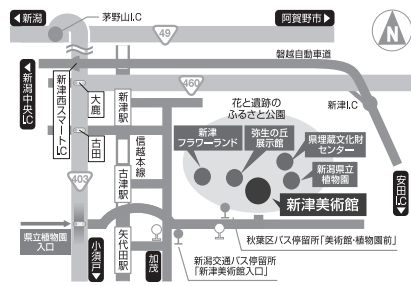 新潟
茅野山I.C
49
阿賀野市
N
磐越自動車道
新潟中央I.C
新津西スマートI.C
大鹿
古田
新津駅
460
信越本線
花と遺跡の
ふるさと公園
新津I.C
新津
フラワーランド
弥生の丘
展示館
県埋蔵文化財
センター
新潟県立
植物園
新津美術館
安田I.C
403
古津駅
県立植物園
入口
小須戸
矢代田駅
加茂
秋葉区バス停留所「美術館・植物園前」
新潟交通バス停留所
「新津美術館入口」